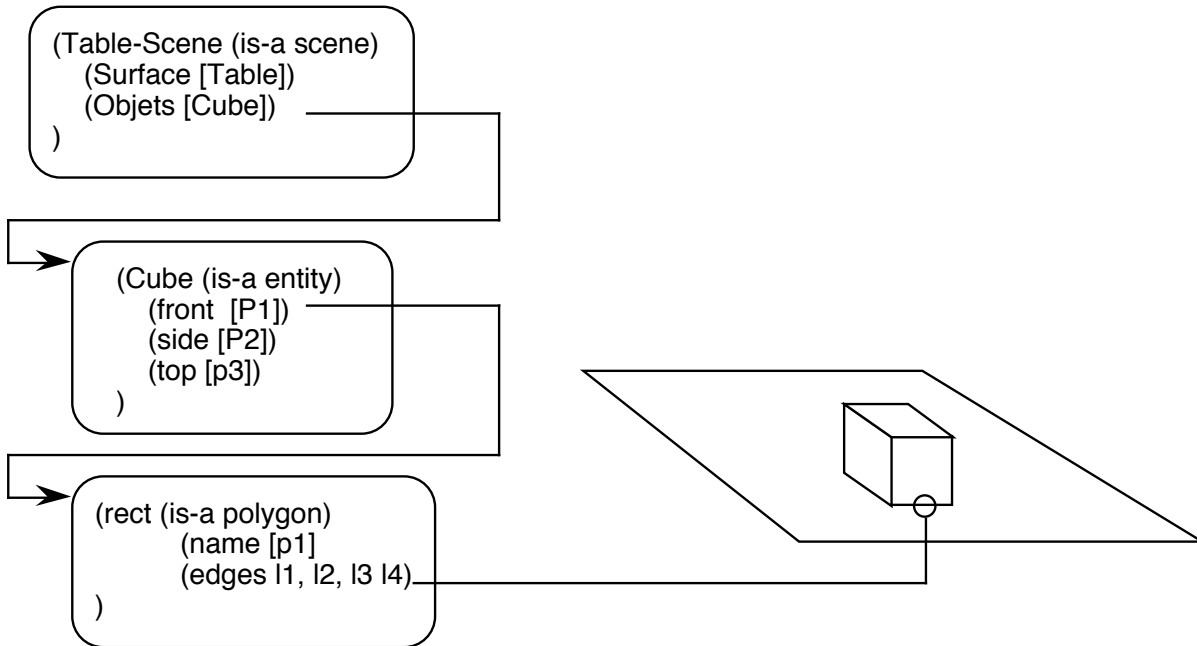 (Table-Scene (is-a scene)
(Surface [Table])
(Objets [Cube])
)
(Cube (is-a entity)
(front [P1])
(side [P2])
(top [p3])
)
(rect (is-a polygon)
(name [p1]
(edges l1, l2, l3 l4)
)